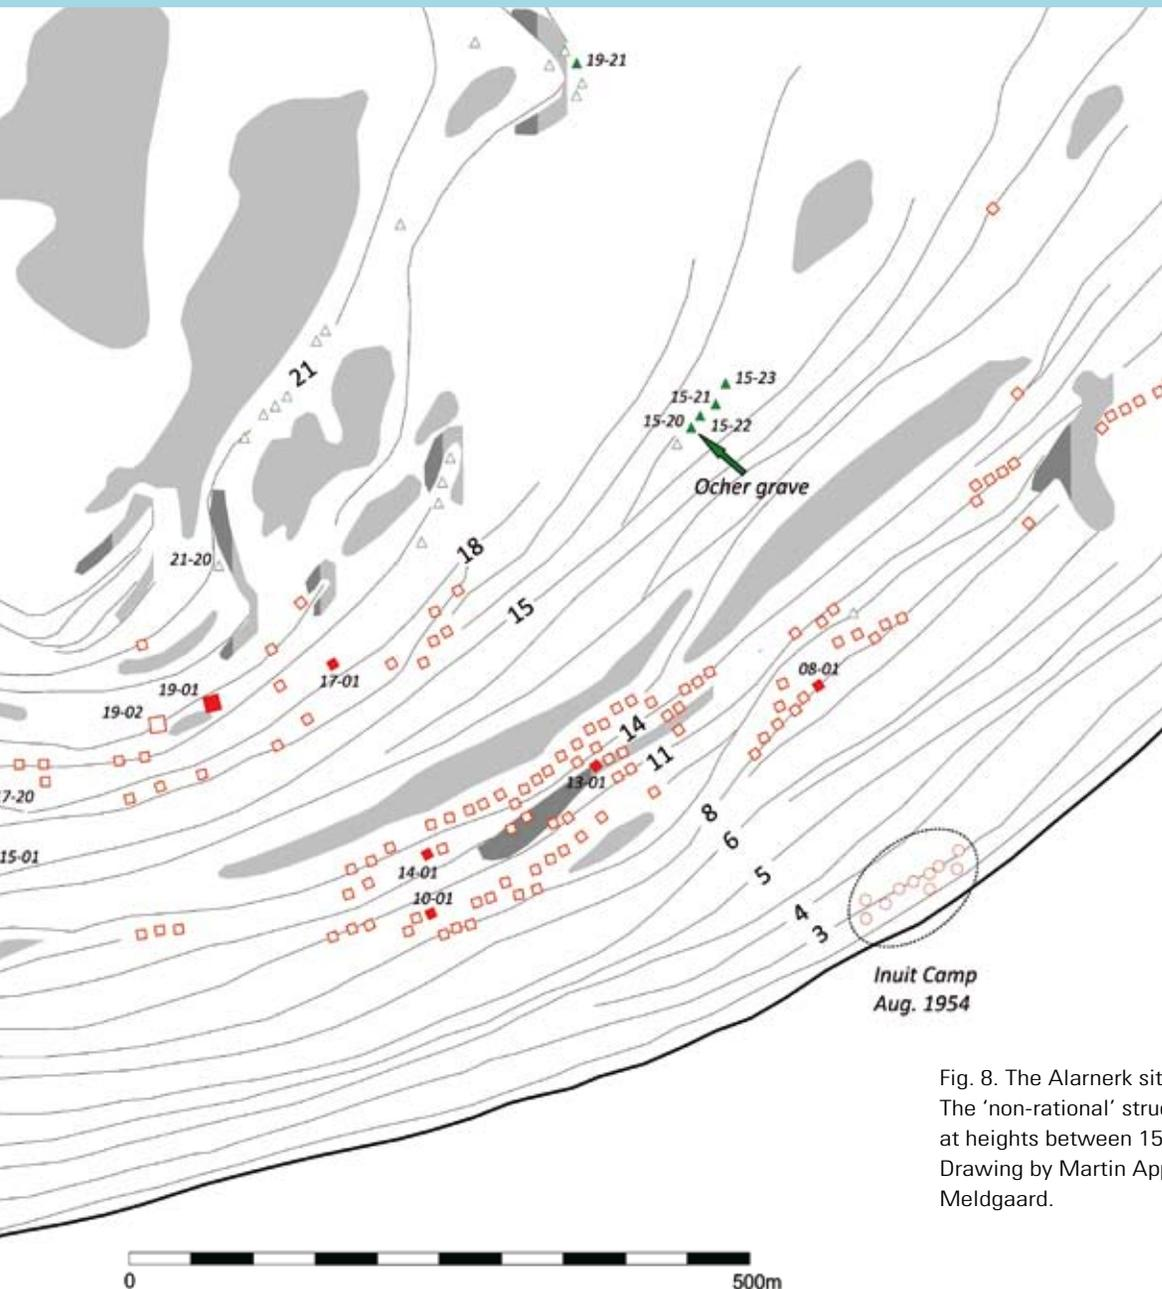 19-21
21
15-23
15-21
15-20
15-22
Ocher grave
18
21-20
15
17-01
08-01
19-01
19-02
14
11
13-01
7-20
8
6
15-01
14-01
5
10-01
4
3
Inuit Camp
Aug. 1954
Fig. 8. The Alarnerk sit
The ‘non-rational’ stru
at heights between 15
Drawing by Martin App
Meldgaard.
0
500m